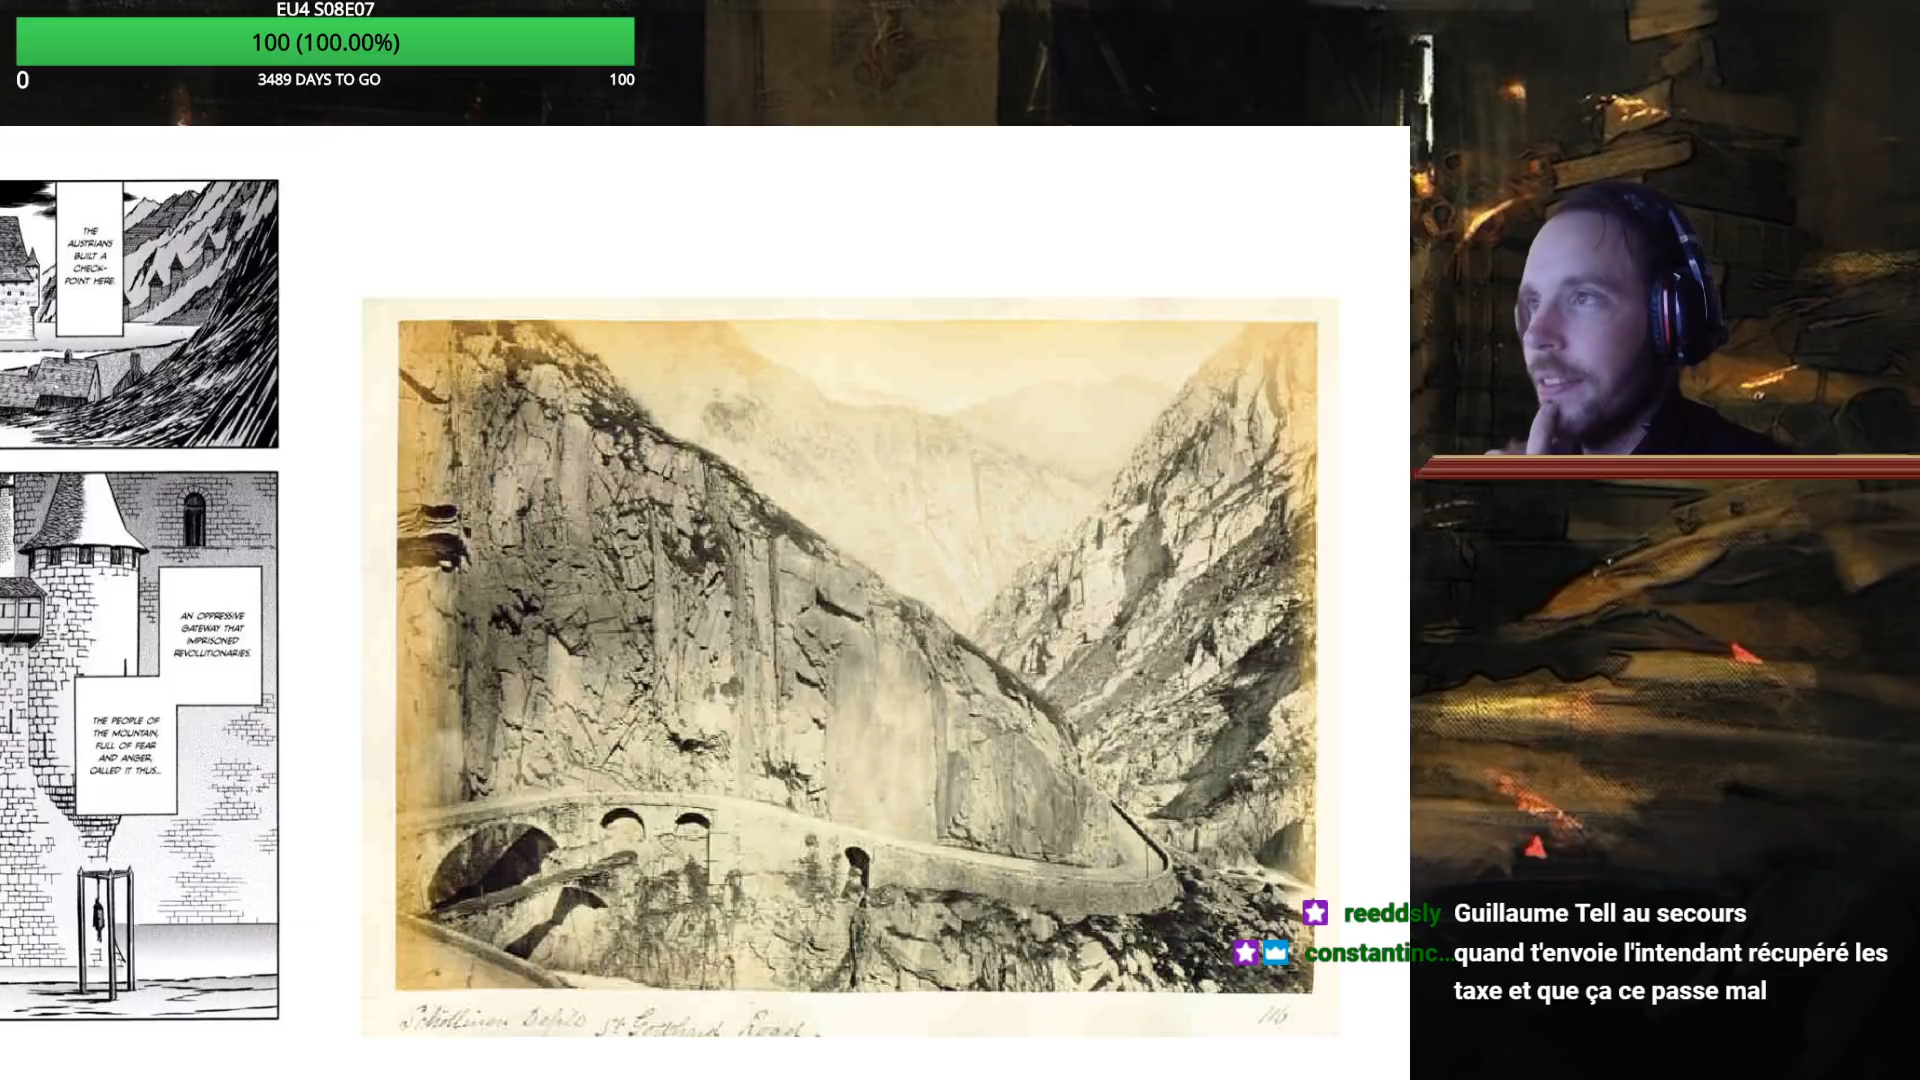 EU4 S08E07
100 (100.00%)
0
3489 DAYS TO GO
100
THE
AUSTRIANS
BUILT A
CHECK-
POINT HERE.
AN OPPRESSIVE
GATEWAY THAT
IMPRISONED
REVOLUTIONARIES.
THE PEOPLE OF
THE MOUNTAIN,
FULL OF FEAR
AND ANGER,
CALLED IT THUS...
Schöllinen Defile St Gotthard Road.
116
reeddsly Guillaume Tell au secours
constantinc... quand t'envoie l'intendant récupéré les
taxe et que ça ce passe mal